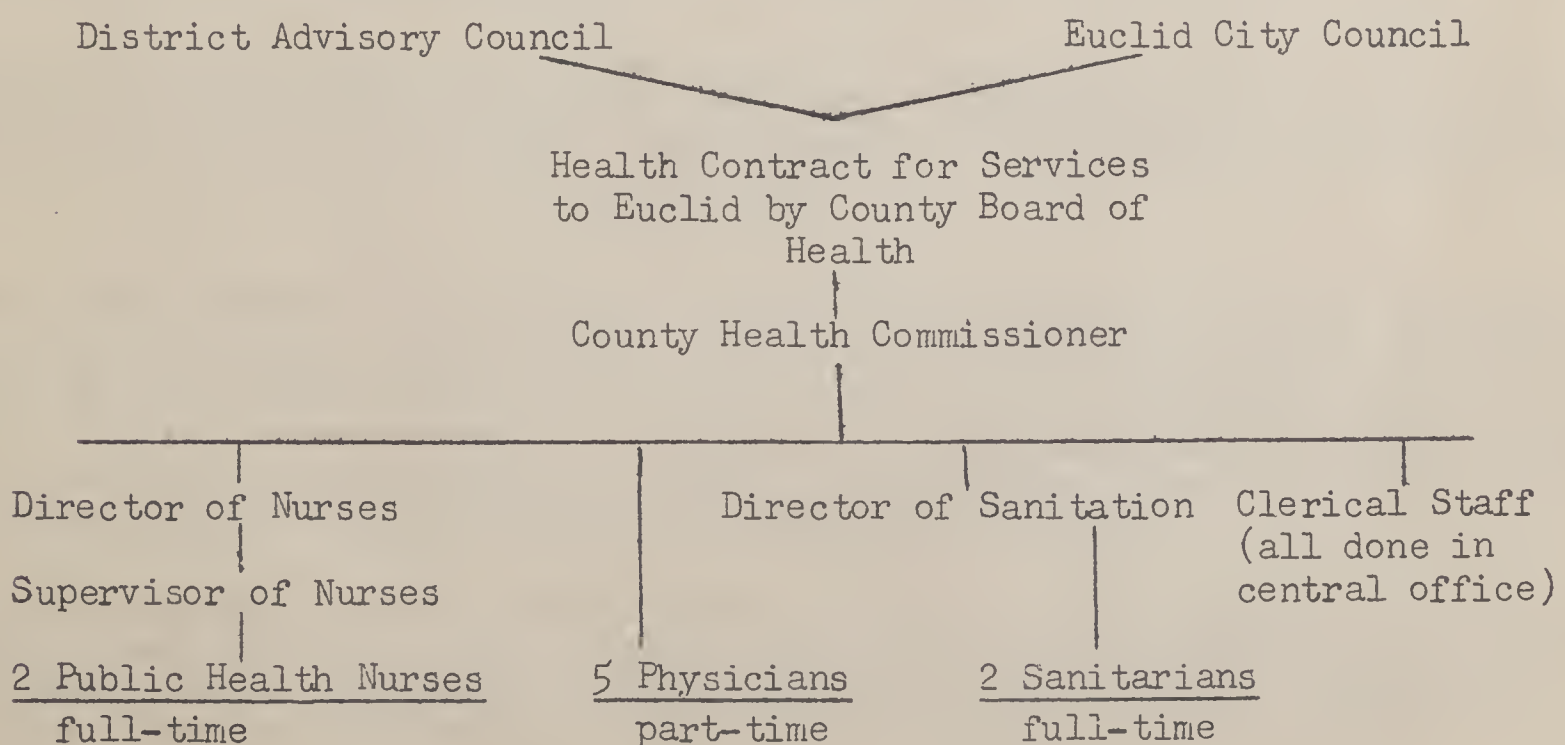 District Advisory Council
Euclid City Council
Health Contract for Services
to Euclid by County Board of
Health
County Health Commissioner
Director of Nurses
Director of Sanitation
Clerical Staff
(all done in
central office)
Supervisor of Nurses
2 Public Health Nurses
full-time
5 Physicians
part-time
2 Sanitarians
full-time